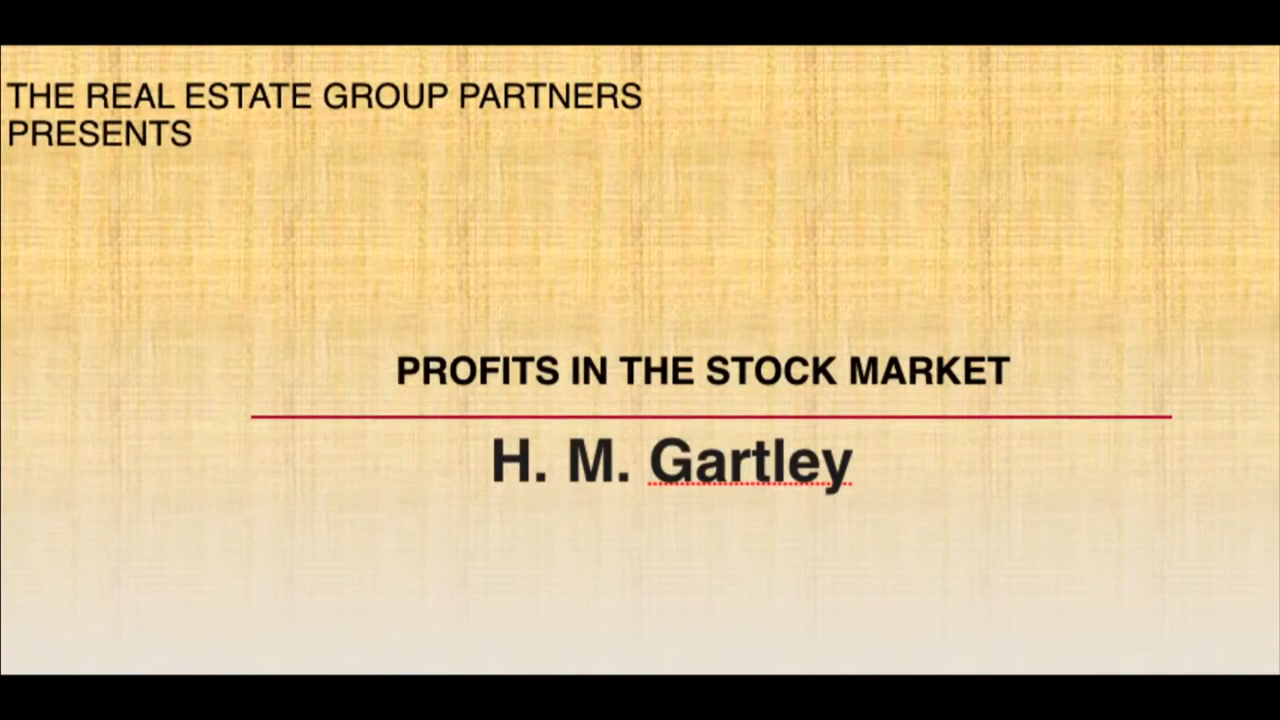 THE REAL ESTATE GROUP PARTNERS
PRESENTS
PROFITS IN THE STOCK MARKET
H. M. Gartley